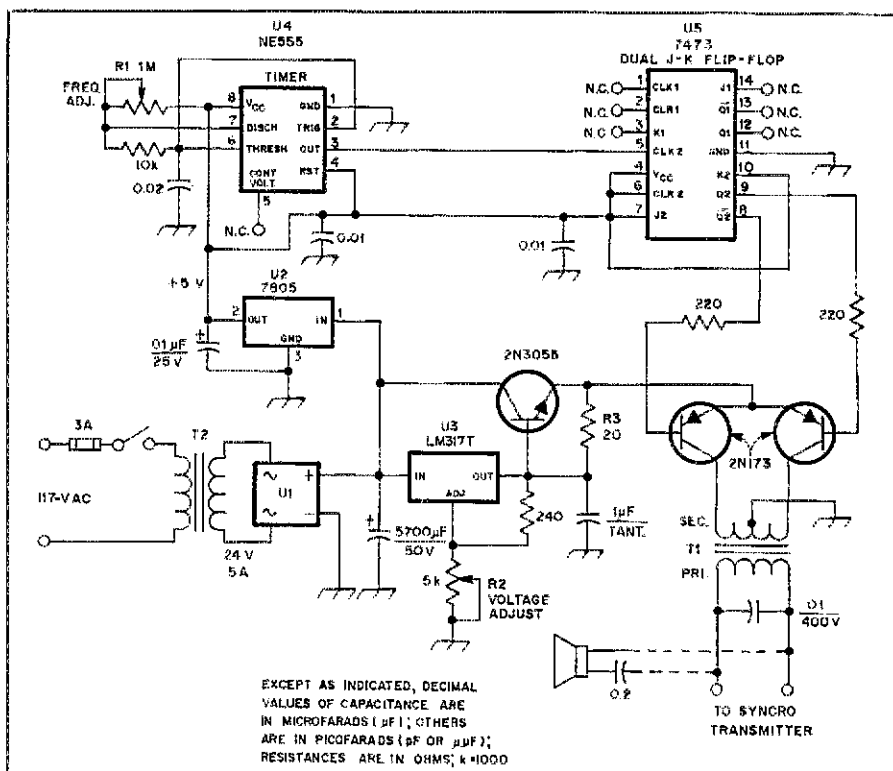 U4
NE555
TIMER
R1 1M
FREQ
ADJ.
10k
0.02
8
VCC
GND
1
7
DISCH
TRIG
2
6
THRESH
OUT
3
RST
4
CONT
VOLT
5
N.C.
0.01
U5
7473
DUAL J-K FLIP-FLOP
N.C.
1
CLK1
J1
14
N.C.
N.C.
2
CLR1
Q1
13
N.C.
N.C
3
K1
Q1
12
N.C.
5
CLK 2
GND
11
4
VCC
K2
10
6
CLR 2
Q2
9
7
J2
Q2
8
0.01
220
220
+5 V
U2
7805
2
OUT
IN
1
GND
3
25V
2N3055
U3
LM317T
IN
OUT
ADJ
R3
20
2N173
3A
117-VAC
T2
24 V
5A
U1
+
5700µF
50V
240
1µF
TANT.
5k
R2
VOLTAGE
ADJUST
SEC.
T1
PRI.
400V
0.2
TO SYNCRO
TRANSMITTER
EXCEPT AS INDICATED, DECIMAL
VALUES OF CAPACITANCE ARE
IN MICROFARADS (µF); OTHERS
ARE IN PICOFARADS (pF OR µµF);
RESISTANCES ARE IN OHMS; k=1000